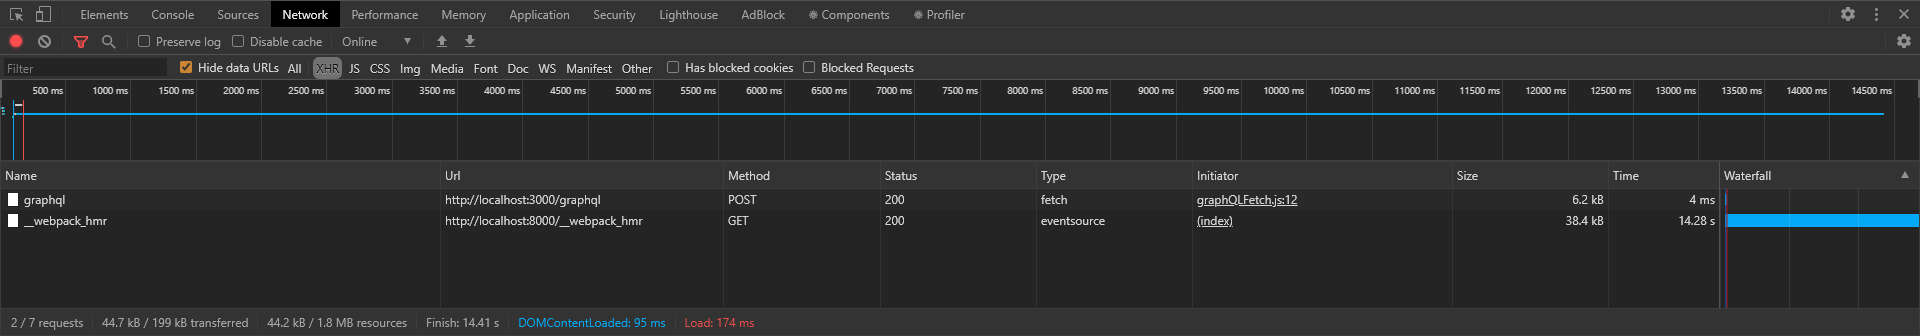 Elements Console Sources Network Performance Memory Application Security Lighthouse AdBlock Components Profiler
Preserve log Disable cache Online
Filter Hide data URLs All XHR JS CSS Img Media Font Doc WS Manifest Other Has blocked cookies Blocked Requests
500 ms 1000 ms 1500 ms 2000 ms 2500 ms 3000 ms 3500 ms 4000 ms 4500 ms 5000 ms 5500 ms 6000 ms 6500 ms 7000 ms 7500 ms 8000 ms 8500 ms 9000 ms 9500 ms 10000 ms 10500 ms 11000 ms 11500 ms 12000 ms 12500 ms 13000 ms 13500 ms 14000 ms 14500 ms
Name Url Method Status Type Initiator Size Time Waterfall
graphql http://localhost:3000/graphql POST 200 fetch graphQLFetch.js:12 6.2 kB 4 ms
__webpack_hmr http://localhost:8000/__webpack_hmr GET 200 eventsource (index) 38.4 kB 14.28 s
2 / 7 requests 44.7 kB / 199 kB transferred 44.2 kB / 1.8 MB resources Finish: 14.41 s DOMContentLoaded: 95 ms Load: 174 ms